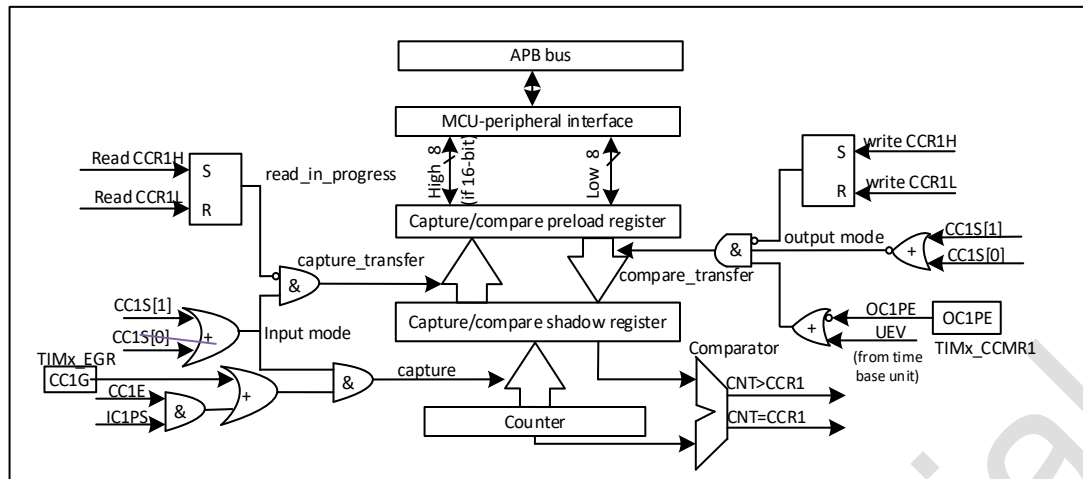 APB bus
MCU-peripheral interface
High 8
(if 16-bit)
Low 8
Read CCR1H
Read CCR1L
S
R
read_in_progress
write CCR1H
write CCR1L
S
R
Capture/compare preload register
CC1S[1]
CC1S[0]
output mode
+
&
compare_transfer
capture_transfer
&
CC1S[1]
CC1S[0]
+
Input mode
Capture/compare shadow register
OC1PE
UEV
(from time
base unit)
+
OC1PE
TIMx_CCMR1
TIMx_EGR
CC1G
CC1E
IC1PS
&
+
&
capture
Counter
Comparator
CNT>CCR1
CNT=CCR1